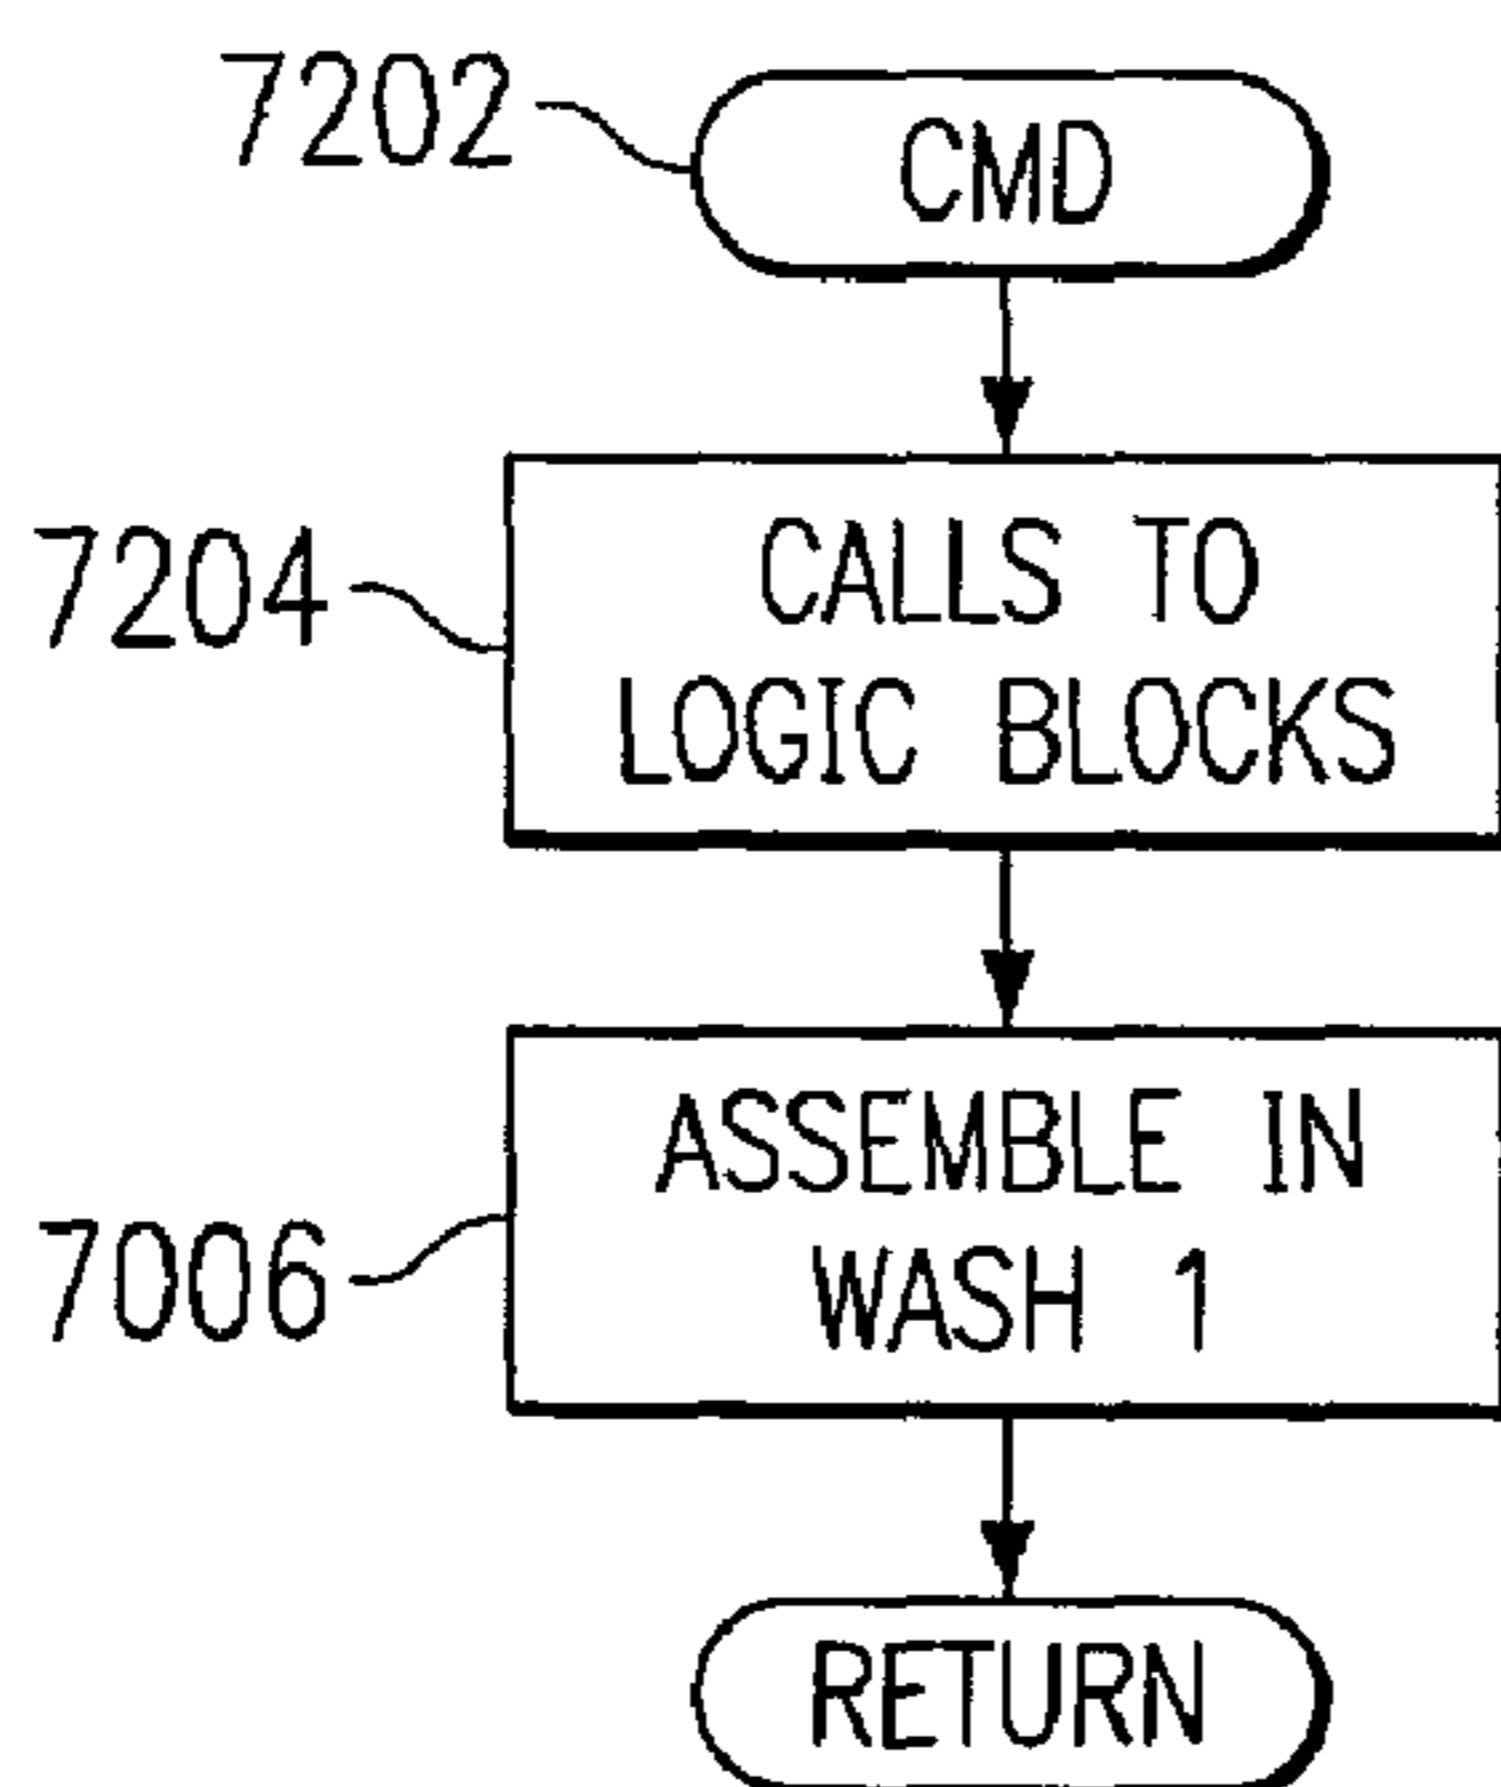 7202
CMD
7204
CALLS TO
LOGIC BLOCKS
7006
ASSEMBLE IN
WASH 1
RETURN